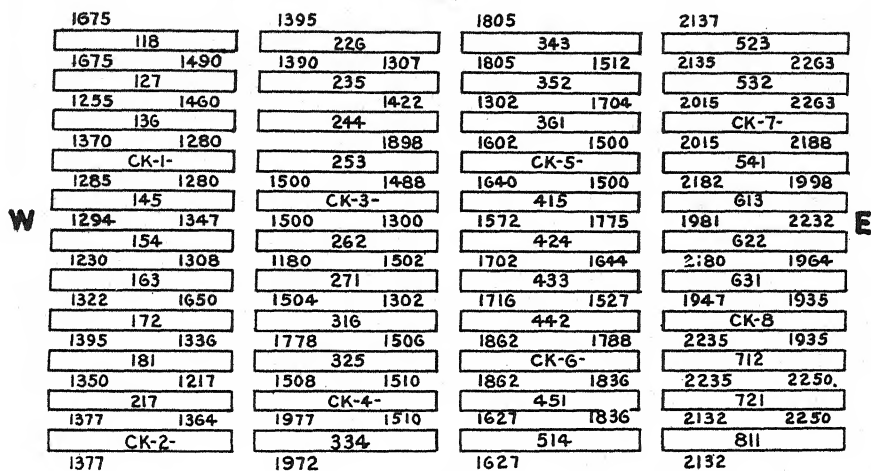 1675 1395 1805 2137
118 226 343 523
1675 1490 1390 1307 1805 1512 2135 2263
127 235 352 532
1255 1460 1422 1302 1704 2015 2263
136 244 361 CK-7-
1370 1280 1898 1602 1500 2015 2188
CK-1- 253 CK-5- 541
1285 1280 1500 1488 1640 1500 2182 1998
145 CK-3- 415 613
W 1294 1347 1500 1300 1572 1775 1981 2232 E
154 262 424 622
1230 1308 1180 1502 1702 1644 2180 1964
163 271 433 631
1322 1650 1504 1302 1716 1527 1947 1935
172 316 442 CK-8
1395 1336 1778 1506 1862 1788 2235 1935
181 325 CK-6- 712
1350 1217 1508 1510 1862 1836 2235 2250.
217 CK-4- 451 721
1377 1364 1977 1510 1627 1836 2132 2250
CK-2- 334 514 811
1377 1972 1627 2132